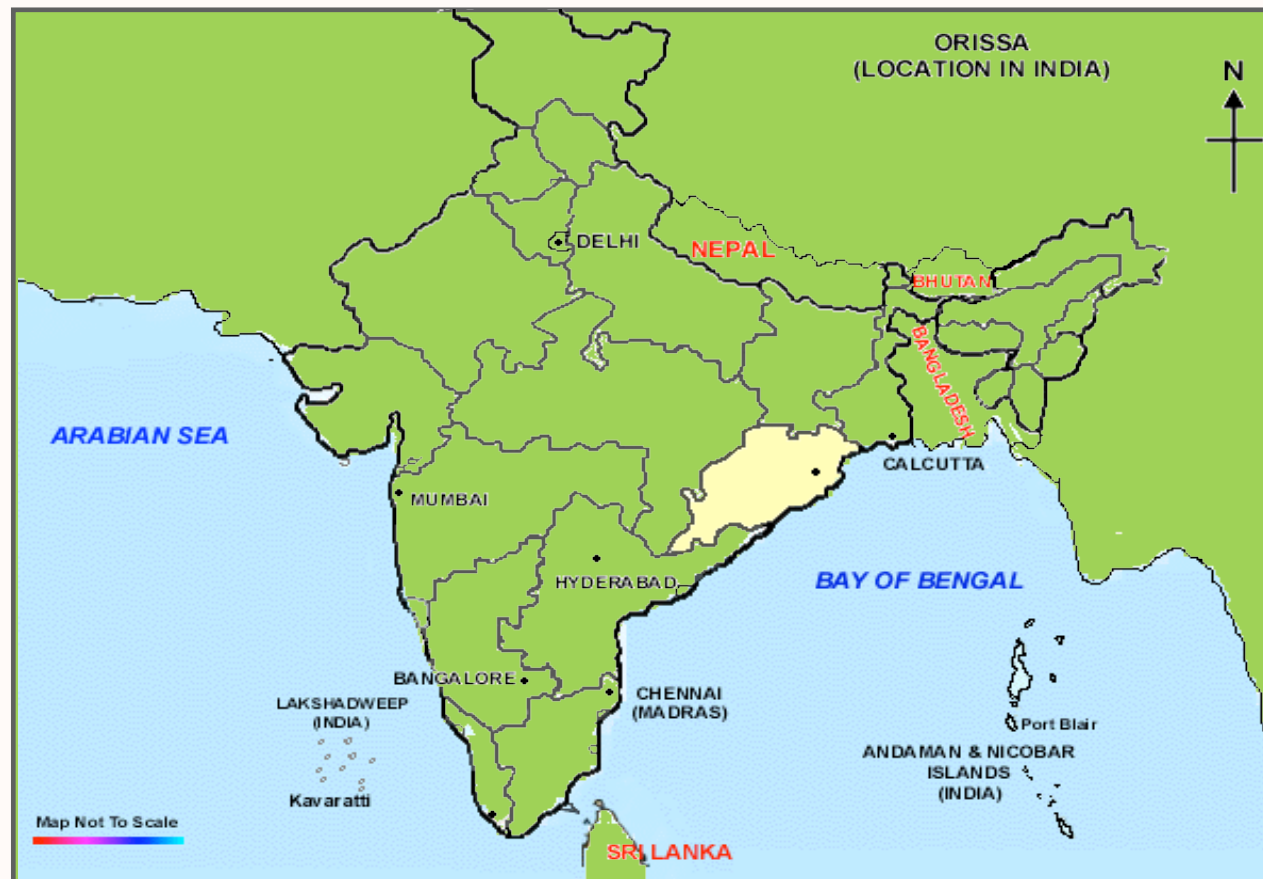 ORISSA
(LOCATION IN INDIA)
N
DELHI
NEPAL
BHUTAN
BANGLADESH
ARABIAN SEA
CALCUTTA
MUMBAI
HYDERABAD
BAY OF BENGAL
BANGALORE
CHENNAI
(MADRAS)
LAKSHADWEEP
(INDIA)
Port Blair
ANDAMAN & NICOBAR
ISLANDS
(INDIA)
Kavaratti
Map Not To Scale
SRI LANKA